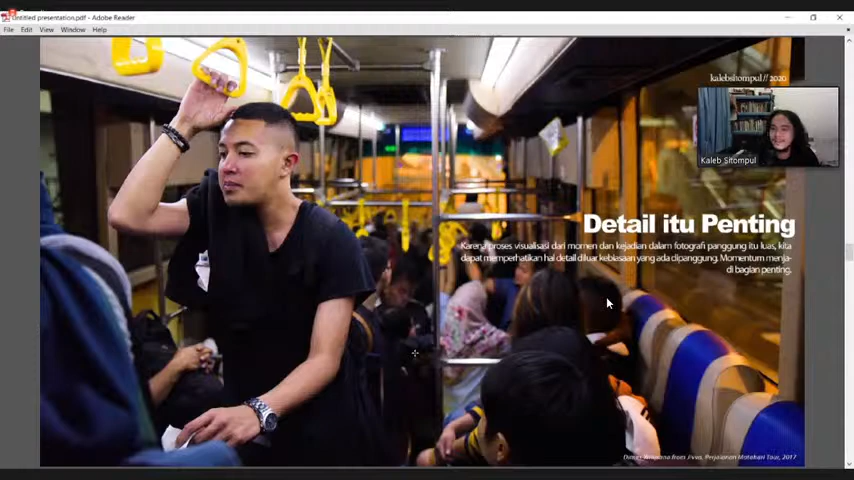 untitled presentation.pdf - Adobe Reader
File Edit View Window Help
kalebsitompul // 2020
Kaleb Sitompul
Detail itu Penting
Karena proses visualisasi dari momen dan kejadian dalam fotografi panggung itu luas, kita
dapat memperhatikan hal detail diluar kebiasaan yang ada dipanggung. Momentum menja-
di bagian penting.
from Jivva, Perjalanan Matahari Tour, 2017